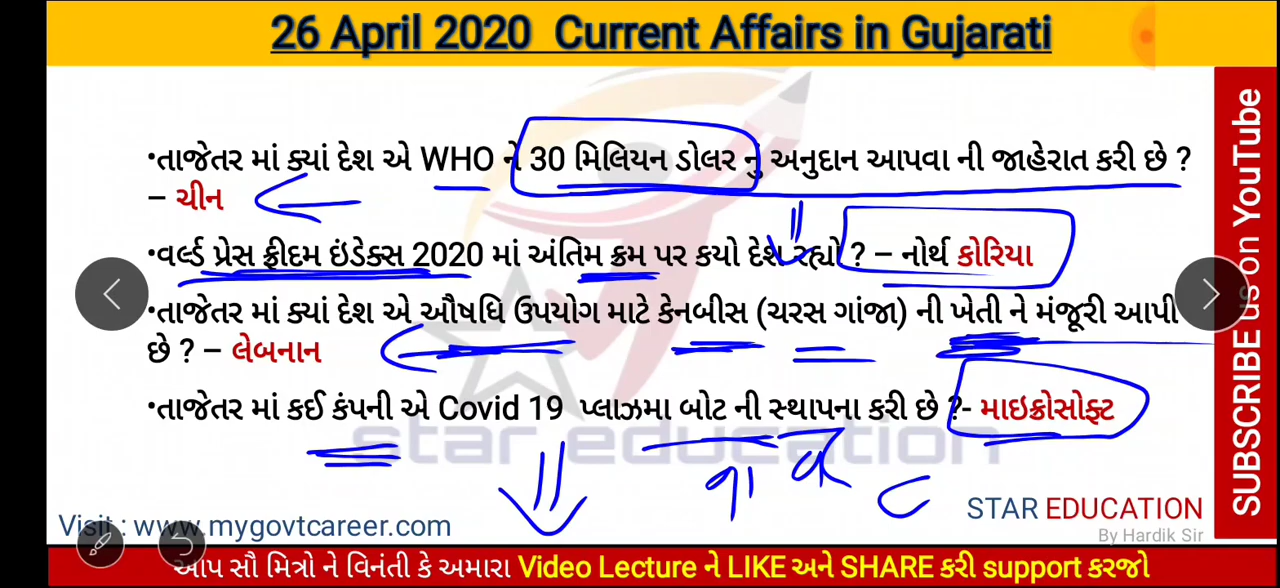 26 April 2020 Current Affairs in Gujarati
•તાજેતર માં ક્યાં દેશ એ WHO ને 30 મિલિયન ડોલર નું અનુદાન આપવા ની જાહેરાત કરી છે ?
– ચીન
•વર્લ્ડ પ્રેસ ફ્રીદમ ઇંડેક્સ 2020 માં અંતિમ ક્રમ પર કયો દેશ રહ્યો ? – નોર્થ કોરિયા
•તાજેતર માં ક્યાં દેશ એ ઔષધિ ઉપયોગ માટે કેનબીસ (ચરસ ગાંજા) ની ખેતી ને મંજૂરી આપી
છે ? – લેબનાન
•તાજેતર માં કઈ કંપની એ Covid 19 પ્લાઝમા બોટ ની સ્થાપના કરી છે ?- માઇક્રોસોફ્ટ
star education
STAR EDUCATION
By Hardik Sir
Visit : www.mygovtcareer.com
આપ સૌ મિત્રો ને વિનંતી કે અમારા Video Lecture ને LIKE અને SHARE કરી support કરજો
SUBSCRIBE us on YouTube